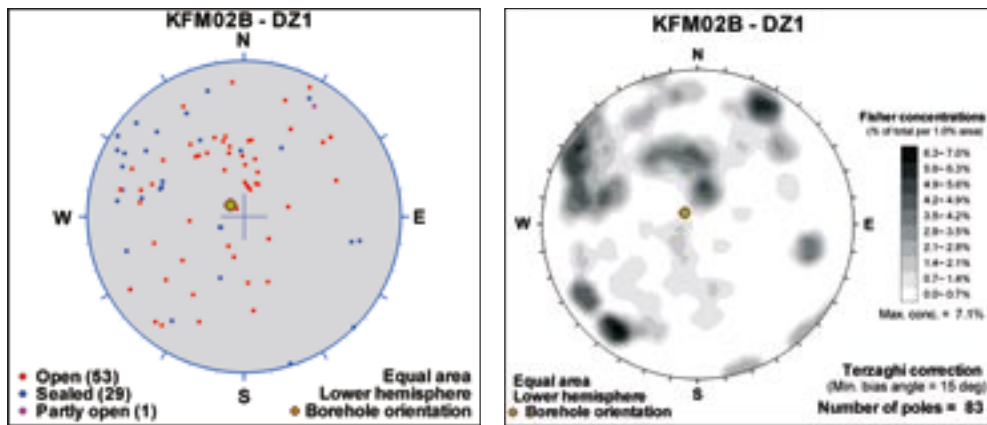 KFM02B - DZ1
N
W
E
S
Open (53)
Sealed (29)
Partly open (1)
Equal area
Lower hemisphere
Borehole orientation
KFM02B - DZ1
N
W
E
S
Fisher concentrations
(% of total per 1.0% area)
6.3~ 7.0%
5.6~ 6.3%
4.9~ 5.6%
4.2~ 4.9%
3.5~ 4.2%
2.8~ 3.5%
2.1~ 2.8%
1.4~ 2.1%
0.7~ 1.4%
0.0~ 0.7%
Max. conc. = 7.1%
Equal area
Lower hemisphere
Borehole orientation
Terzaghi correction
(Min. bias angle = 15 deg)
Number of poles = 83